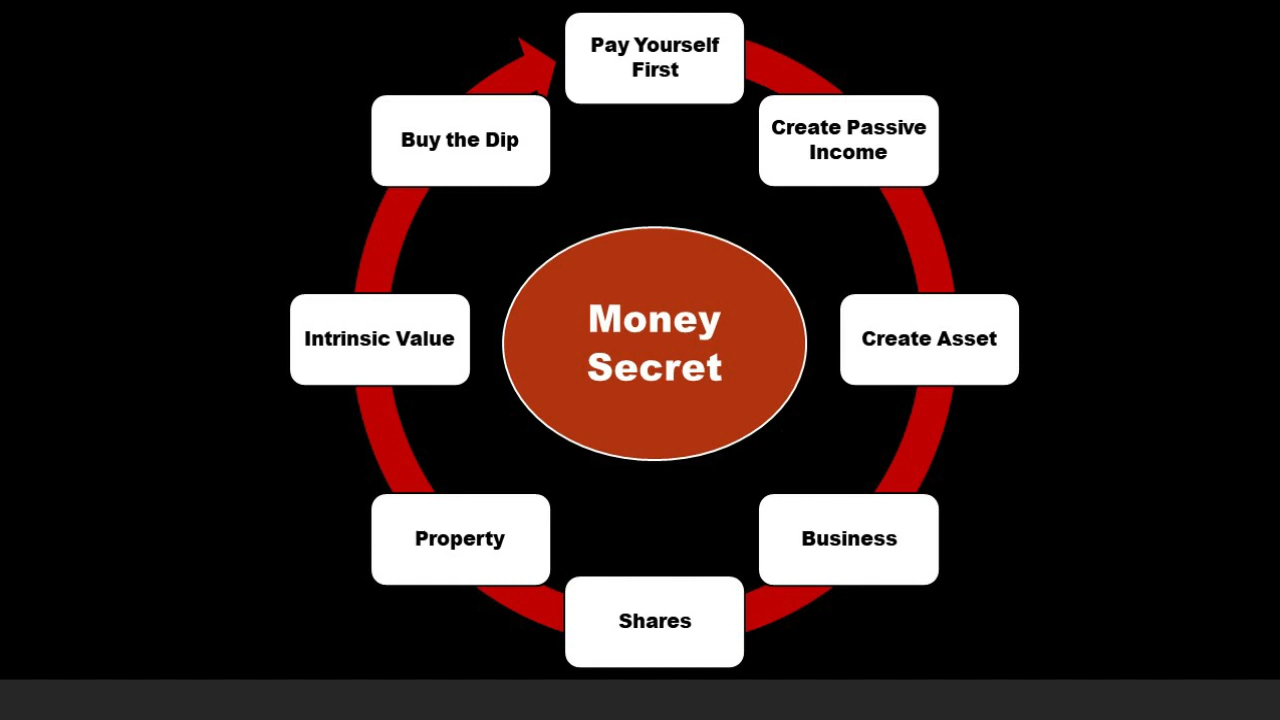 Pay Yourself
First
Create Passive
Income
Create Asset
Business
Shares
Property
Intrinsic Value
Buy the Dip
Money
Secret